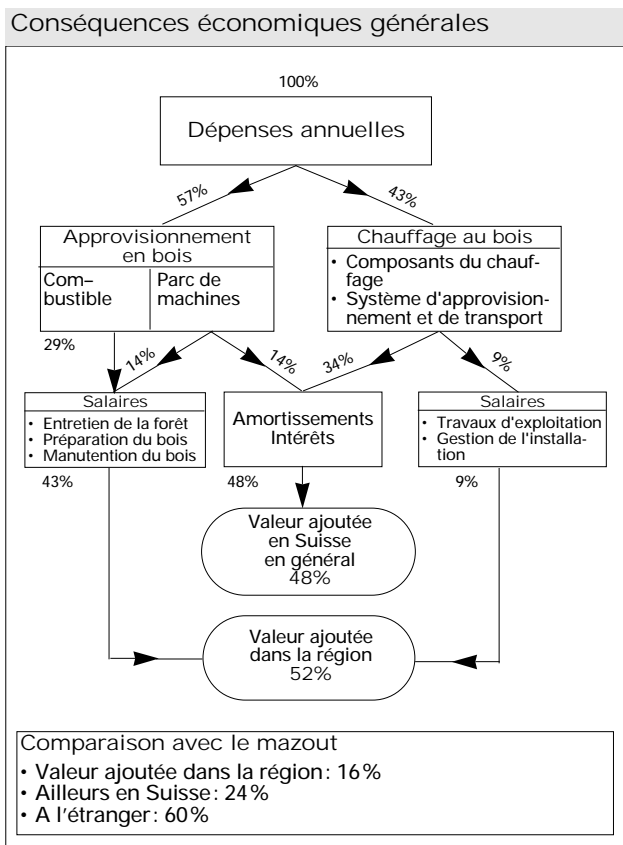 Conséquences économiques générales
100%
Dépenses annuelles
57%
43%
Approvisionnement
en bois
Com–
bustible
Parc de
machines
Chauffage au bois
• Composants du chauf-
fage
• Système d'approvision-
nement et de transport
29%
14%
14%
34%
9%
Salaires
• Entretien de la forêt
• Préparation du bois
• Manutention du bois
Amortissements
Intérêts
Salaires
• Travaux d'exploitation
• Gestion de l'installa-
tion
43%
48%
9%
Valeur ajoutée
en Suisse
en général
48%
Valeur ajoutée
dans la région
52%
Comparaison avec le mazout
• Valeur ajoutée dans la région: 16%
• Ailleurs en Suisse: 24%
• A l'étranger: 60%